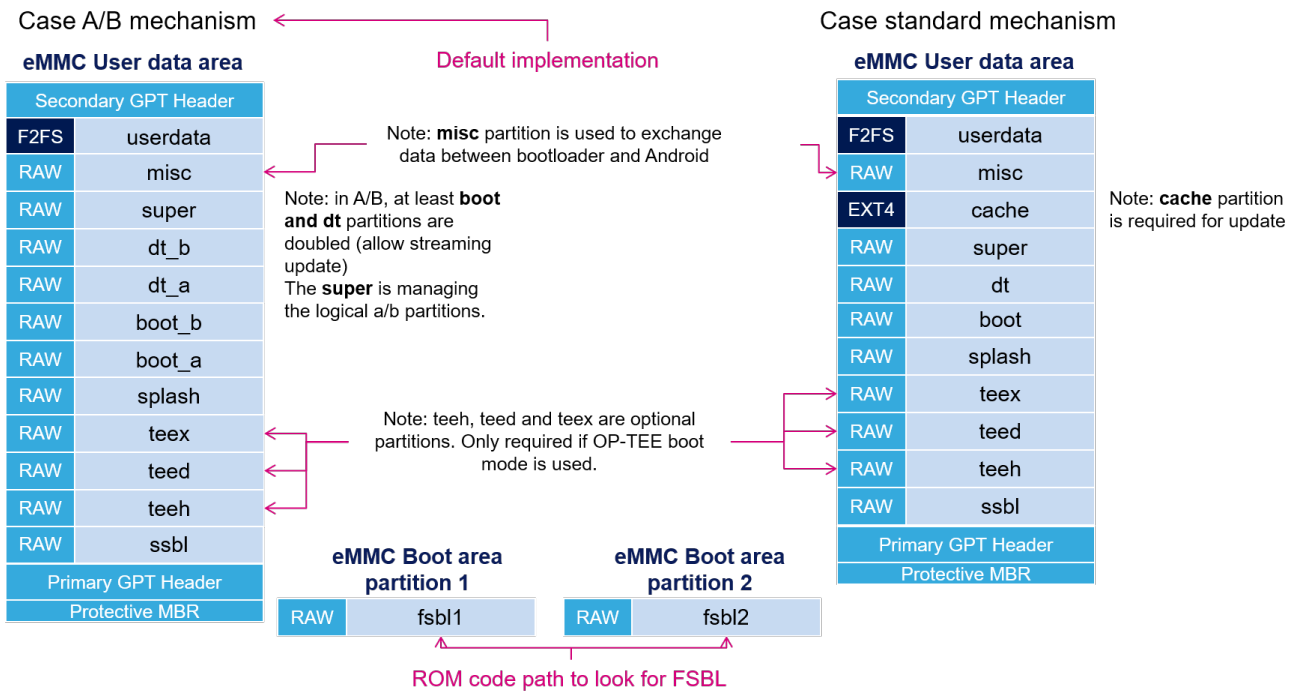 Case A/B mechanism
Default implementation
Case standard mechanism
eMMC User data area
Secondary GPT Header
F2FS userdata
RAW misc
RAW super
RAW dt_b
RAW dt_a
RAW boot_b
RAW boot_a
RAW splash
RAW teex
RAW teed
RAW teeh
RAW ssbl
Primary GPT Header
Protective MBR
Note: misc partition is used to exchange
data between bootloader and Android
Note: in A/B, at least boot
and dt partitions are
doubled (allow streaming
update)
The super is managing
the logical a/b partitions.
Note: teeh, teed and teex are optional
partitions. Only required if OP-TEE boot
mode is used.
eMMC Boot area
partition 1
RAW fsbl1
eMMC Boot area
partition 2
RAW fsbl2
ROM code path to look for FSBL
eMMC User data area
Secondary GPT Header
F2FS userdata
RAW misc
EXT4 cache
RAW super
RAW dt
RAW boot
RAW splash
RAW teex
RAW teed
RAW teeh
RAW ssbl
Primary GPT Header
Protective MBR
Note: cache partition
is required for update